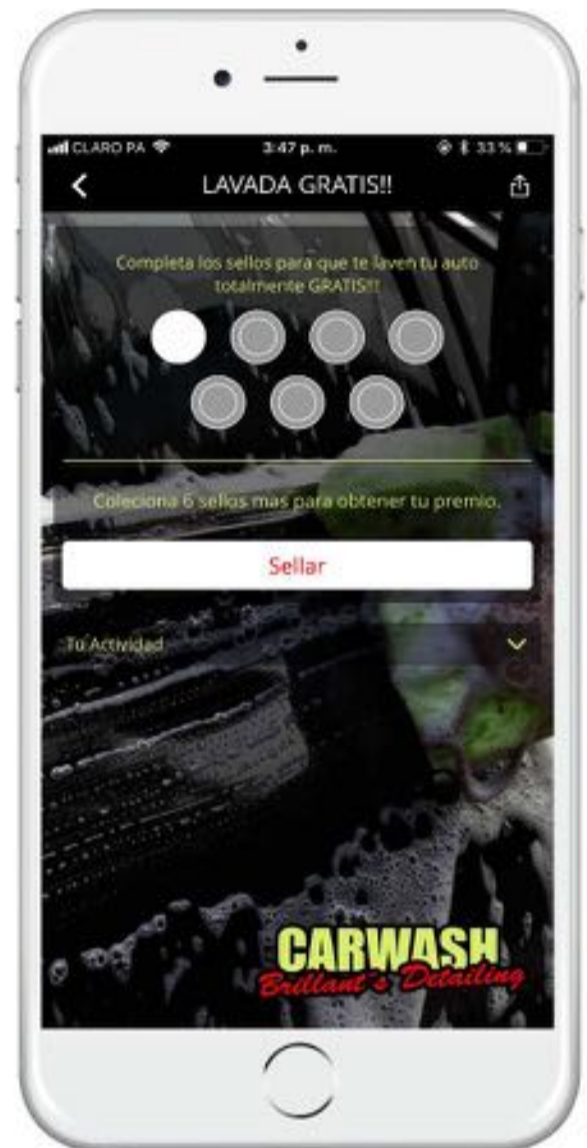 CLARO PA 3:47 p. m. 33 %
LAVADA GRATIS!!
Completa los sellos para que te laven tu auto
totalmente GRATIS!!!
Coleciona 6 sellos mas para obtener tu premio.
Sellar
Tu Actividad
CARWASH
Brillant's Detailing